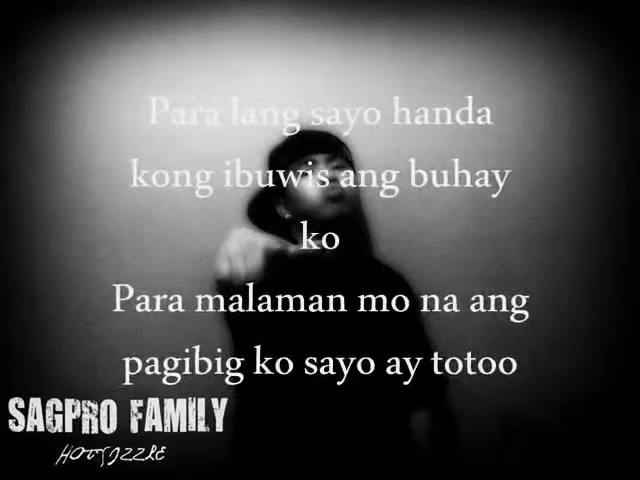 Para lang sayo handa
kong ibuwis ang buhay
ko
Para malaman mo na ang
pagibig ko sayo ay totoo
SAGPRO FAMILY